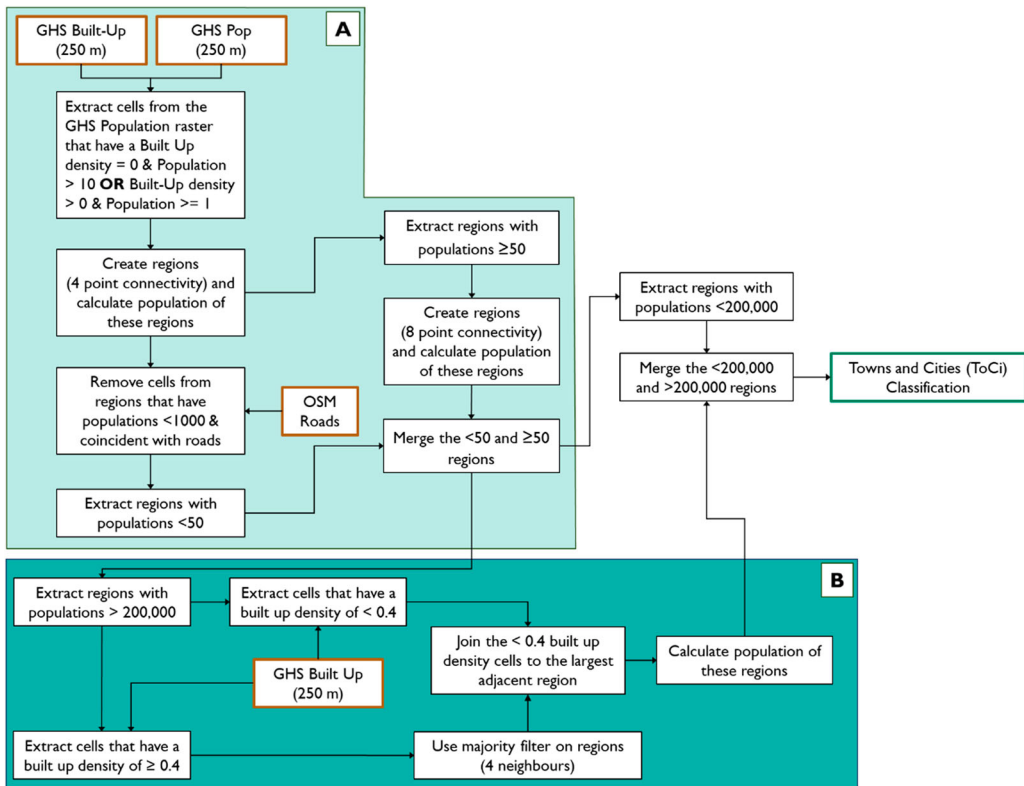 GHS Built-Up
(250 m)
GHS Pop
(250 m)
A
Extract cells from the
GHS Population raster
that have a Built Up
density = 0 & Population
> 10 OR Built-Up density
> 0 & Population >= 1
Create regions
(4 point connectivity) and
calculate population of
these regions
Remove cells from
regions that have
populations <1000 &
coincident with roads
OSM
Roads
Extract regions with
populations <50
Extract regions with
populations ≥50
Create regions
(8 point connectivity)
and calculate population
of these regions
Merge the <50 and ≥50
regions
Extract regions with
populations <200,000
Merge the <200,000
and >200,000 regions
Towns and Cities (ToCi)
Classification
B
Extract regions with
populations > 200,000
Extract cells that have a
built up density of < 0.4
GHS Built Up
(250 m)
Extract cells that have a
built up density of ≥ 0.4
Use majority filter on regions
(4 neighbours)
Join the < 0.4 built up
density cells to the largest
adjacent region
Calculate population of
these regions